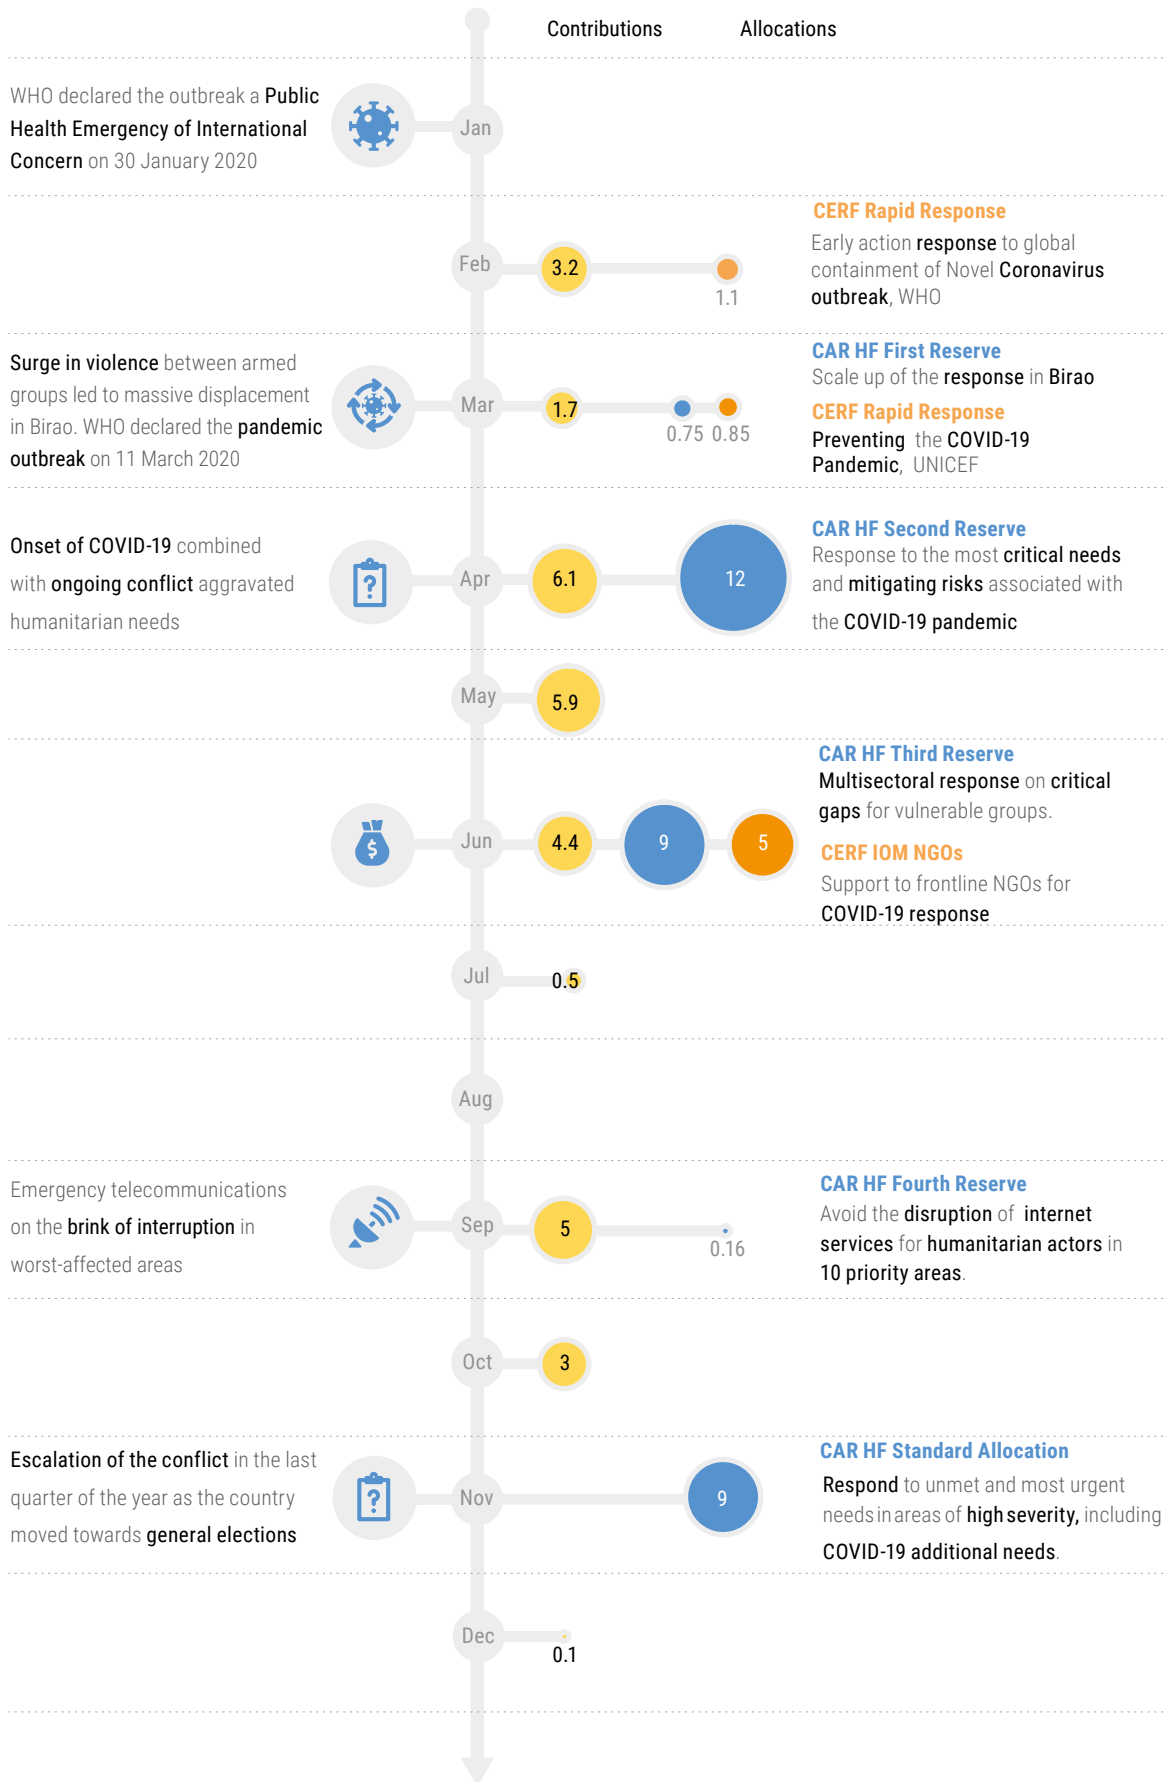 Contributions
Allocations
WHO declared the outbreak a Public
Health Emergency of International
Concern on 30 January 2020
Jan
Feb
3.2
1.1
CERF Rapid Response
Early action response to global
containment of Novel Coronavirus
outbreak, WHO
Surge in violence between armed
groups led to massive displacement
in Birao. WHO declared the pandemic
outbreak on 11 March 2020
Mar
1.7
0.75
0.85
CAR HF First Reserve
Scale up of the response in Birao
CERF Rapid Response
Preventing the COVID-19
Pandemic, UNICEF
Onset of COVID-19 combined
with ongoing conflict aggravated
humanitarian needs
?
Apr
6.1
12
CAR HF Second Reserve
Response to the most critical needs
and mitigating risks associated with
the COVID-19 pandemic
May
5.9
$
Jun
4.4
9
5
CAR HF Third Reserve
Multisectoral response on critical
gaps for vulnerable groups.
CERF IOM NGOs
Support to frontline NGOs for
COVID-19 response
Jul
0.5
Aug
Emergency telecommunications
on the brink of interruption in
worst-affected areas
Sep
5
0.16
CAR HF Fourth Reserve
Avoid the disruption of internet
services for humanitarian actors in
10 priority areas.
Oct
3
Escalation of the conflict in the last
quarter of the year as the country
moved towards general elections
?
Nov
9
CAR HF Standard Allocation
Respond to unmet and most urgent
needs in areas of high severity, including
COVID-19 additional needs.
Dec
0.1